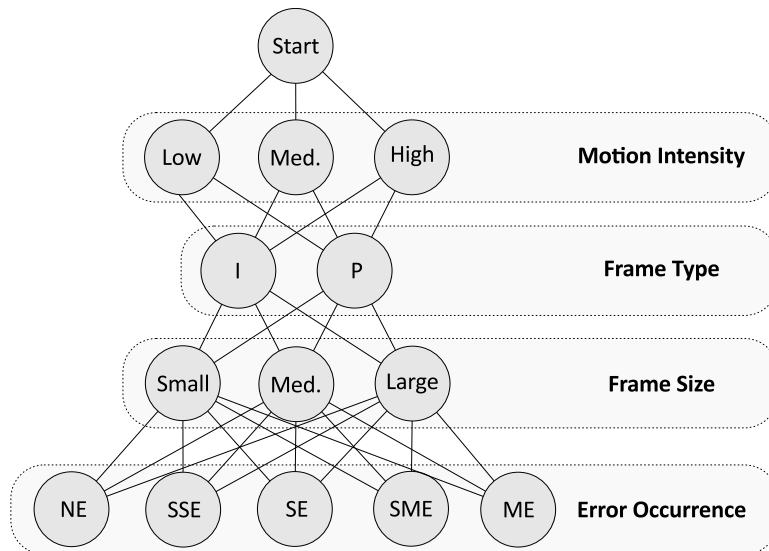 Start
Low Med. High Motion Intensity
I P Frame Type
Small Med. Large Frame Size
NE SSE SE SME ME Error Occurrence